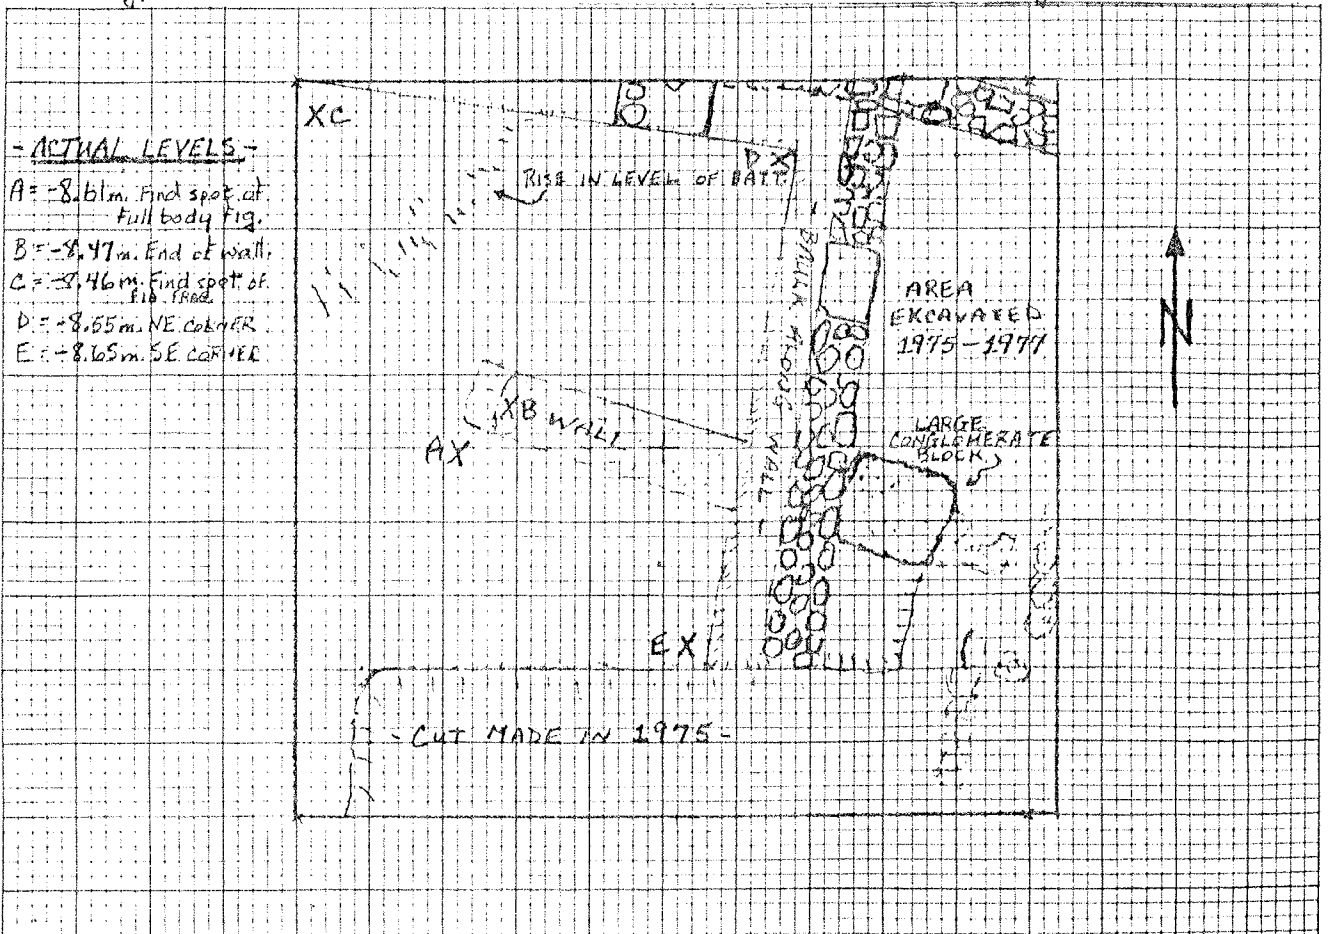 - ACTUAL LEVELS -
A = -8.61m. Find spot of
Full body fig.
B = -8.47m. End of wall.
C = -8.46m. Find spot of
FIG FRAG.
D = -8.55m. NE CORNER
E = -8.65m. SE CORNER
XC
D X
RISE IN LEVEL OF BATT.
- BAULK ALONG WALL -
AREA
EXCAVATED
1975-1977
N
XB WALL
AX
LARGE
CONGLOMERATE
BLOCK
EX
- CUT MADE IN 1975 -